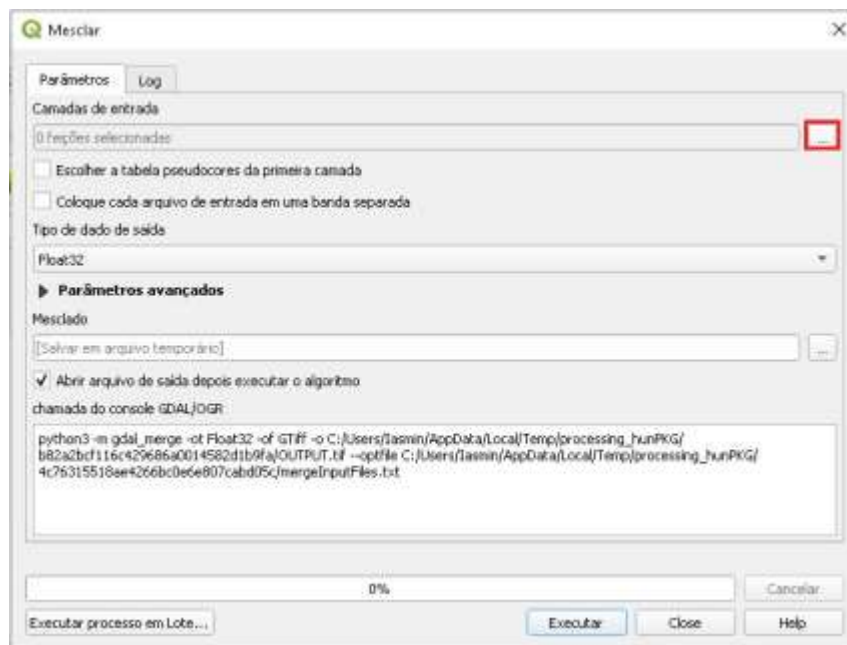 Mesclar
Parâmetros
Log
Camadas de entrada
0 feições selecionadas
...
Escolher a tabela pseudocores da primeira camada
Coloque cada arquivo de entrada em uma banda separada
Tipo de dado de saída
Float32
Parâmetros avançados
Mesclado
[Salvar em arquivo temporário]
...
Abrir arquivo de saída depois executar o algoritmo
chamada do console GDAL/OGR
python3 -m gdal_merge -ot Float32 -of GTiff -o C:/Users/Iasmin/AppData/Local/Temp/processing_hunPKG/
b82a2bcf116c429686a0014582d1b9fa/OUTPUT.tif --optfile C:/Users/Iasmin/AppData/Local/Temp/processing_hunPKG/
4c76315518ae4266bc0e6e807cabd05c/mergeInputFiles.txt
0%
Cancelar
Executar processo em Lote...
Executar
Close
Help